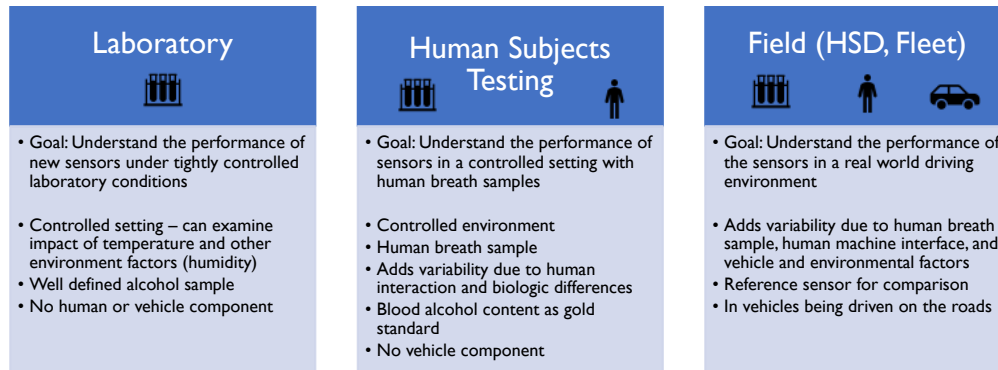 Laboratory
• Goal: Understand the performance of
new sensors under tightly controlled
laboratory conditions
• Controlled setting – can examine
impact of temperature and other
environment factors (humidity)
• Well defined alcohol sample
• No human or vehicle component
Human Subjects
Testing
• Goal: Understand the performance of
sensors in a controlled setting with
human breath samples
• Controlled environment
• Human breath sample
• Adds variability due to human
interaction and biologic differences
• Blood alcohol content as gold
standard
• No vehicle component
Field (HSD, Fleet)
• Goal: Understand the performance of
the sensors in a real world driving
environment
• Adds variability due to human breath
sample, human machine interface, and
vehicle and environmental factors
• Reference sensor for comparison
• In vehicles being driven on the roads